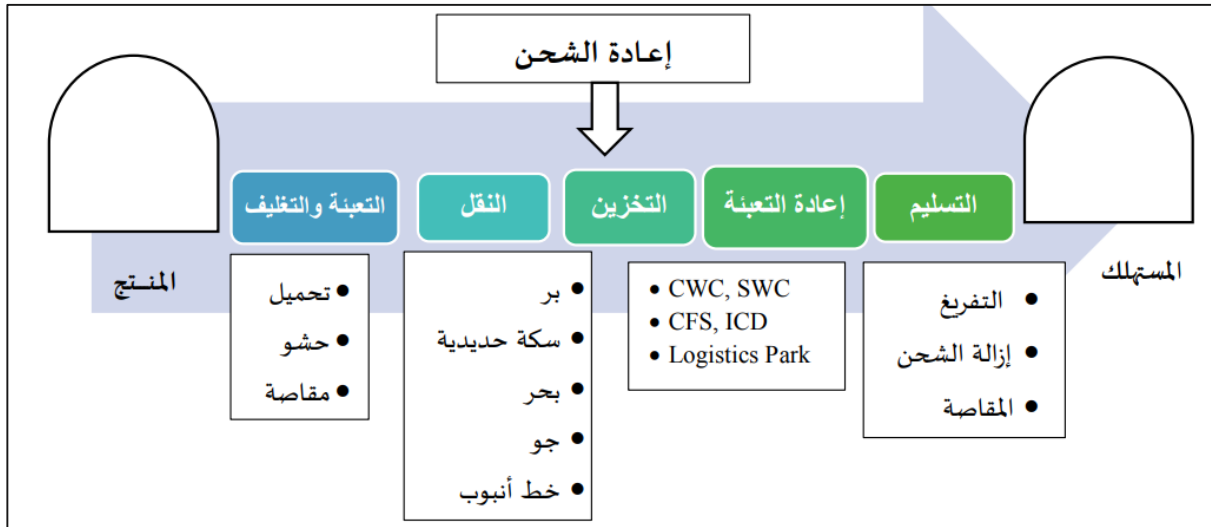 إعادة الشحن
التعبئة والتغليف
النقل
التخزين
إعادة التعبئة
التسليم
المنـتج
المستهلك
• تحميل
• حشو
• مقاصة
• بر
• سكة حديدية
• بحر
• جو
• خط أنبوب
• CWC, SWC
• CFS, ICD
• Logistics Park
• التفريغ
• إزالة الشحن
• المقاصة